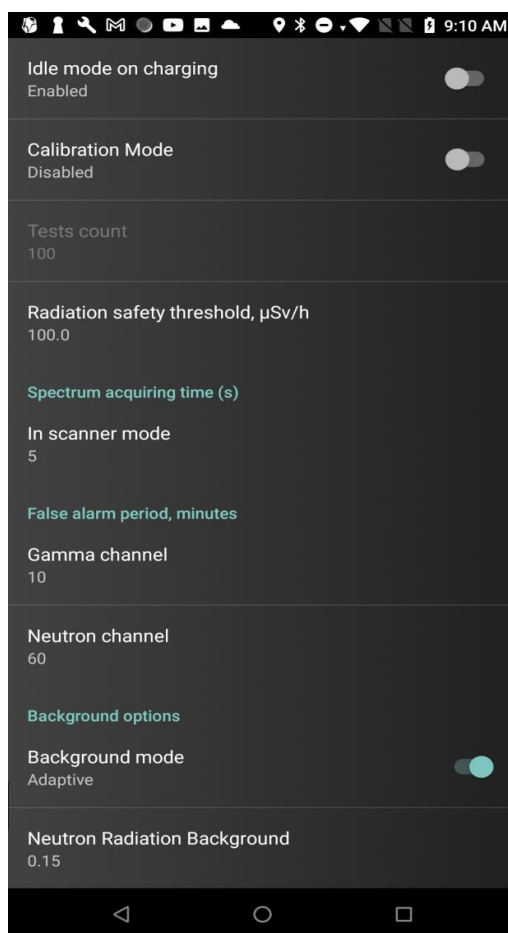 9:10 AM
Idle mode on charging
Enabled
Calibration Mode
Disabled
Tests count
100
Radiation safety threshold, µSv/h
100.0
Spectrum acquiring time (s)
In scanner mode
5
False alarm period, minutes
Gamma channel
10
Neutron channel
60
Background options
Background mode
Adaptive
Neutron Radiation Background
0.15